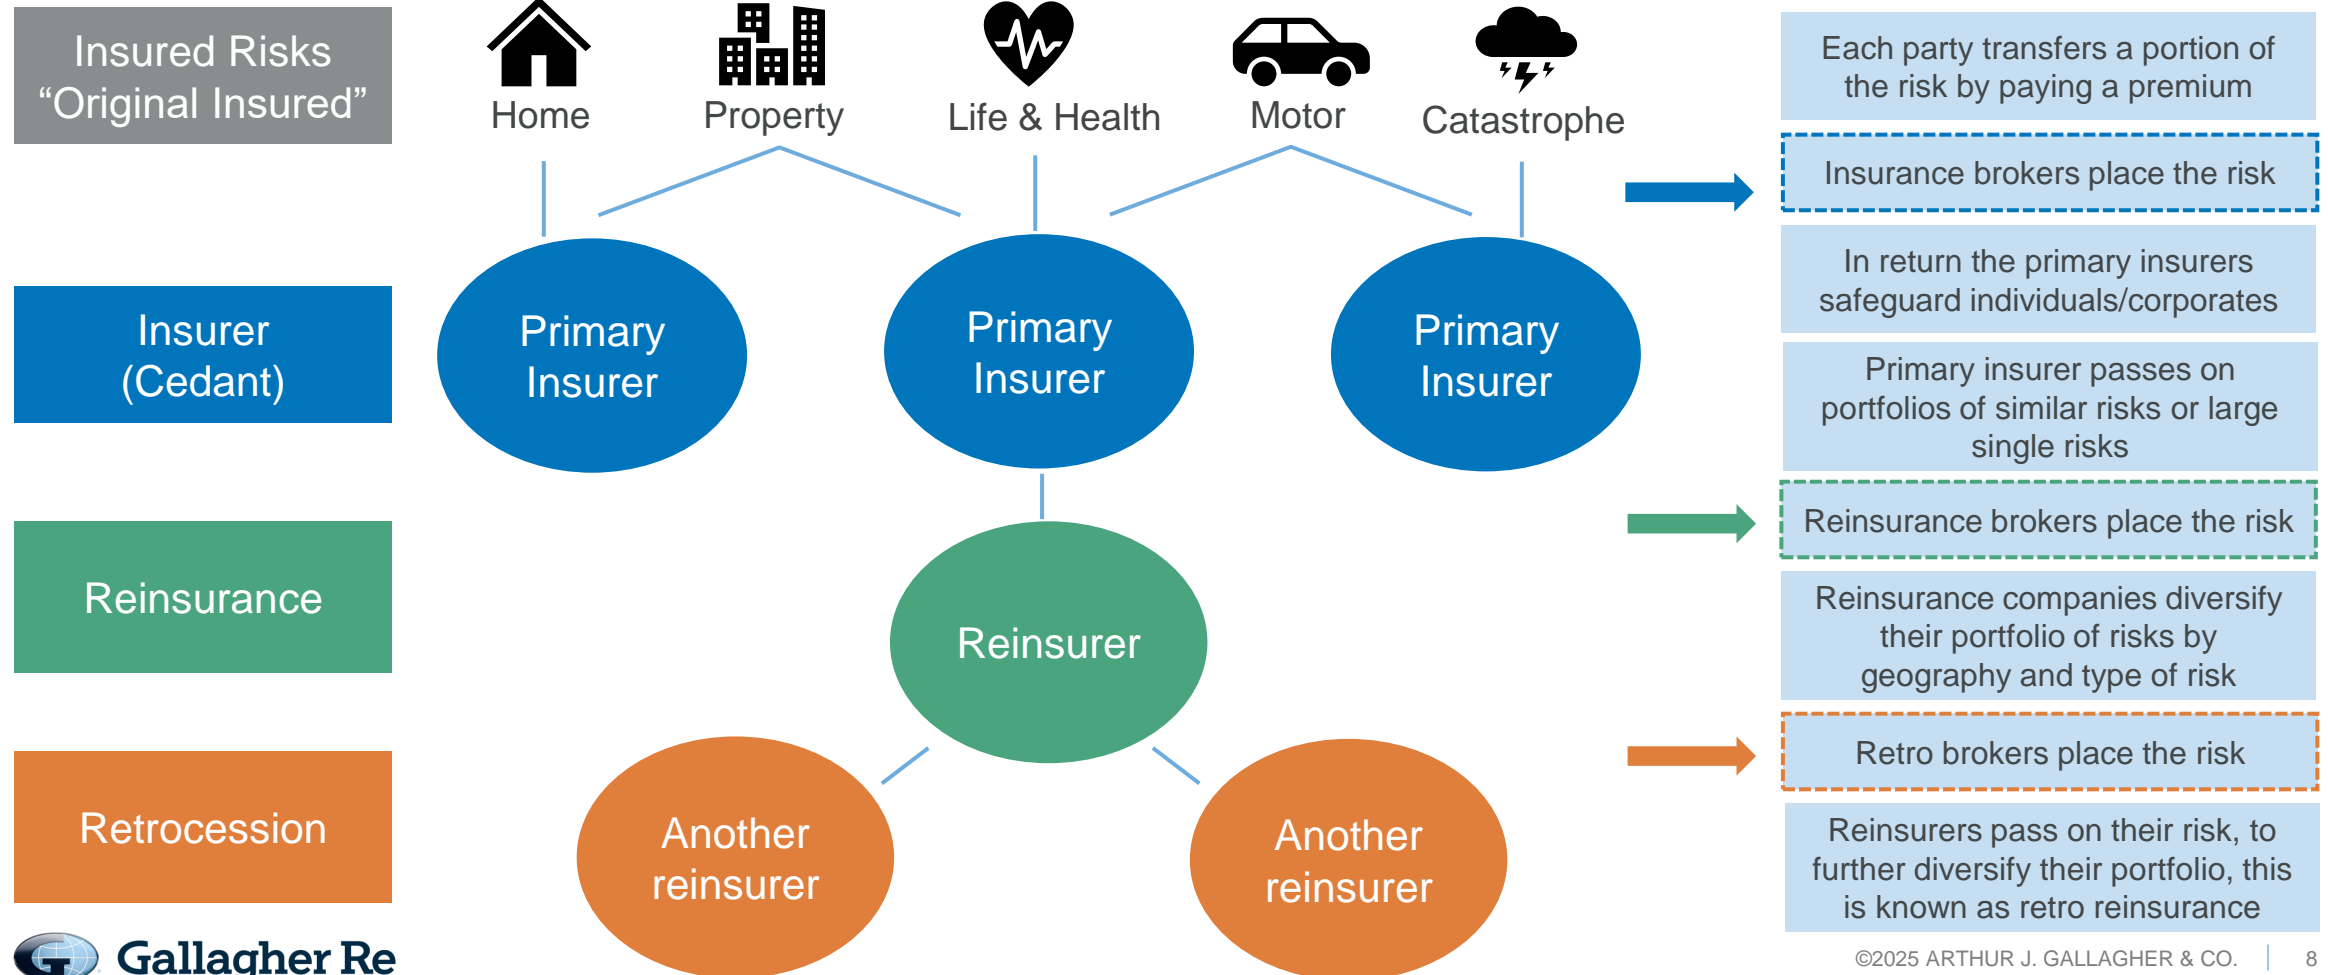 Insured Risks
“Original Insured”
Home
Property
Life & Health
Motor
Catastrophe
Each party transfers a portion of
the risk by paying a premium
Insurance brokers place the risk
In return the primary insurers
safeguard individuals/corporates
Insurer
(Cedant)
Primary
Insurer
Primary
Insurer
Primary
Insurer
Primary insurer passes on
portfolios of similar risks or large
single risks
Reinsurance brokers place the risk
Reinsurance
Reinsurer
Reinsurance companies diversify
their portfolio of risks by
geography and type of risk
Retro brokers place the risk
Retrocession
Another
reinsurer
Another
reinsurer
Reinsurers pass on their risk, to
further diversify their portfolio, this
is known as retro reinsurance
G
Gallagher Re
©2025 ARTHUR J. GALLAGHER & CO. | 8